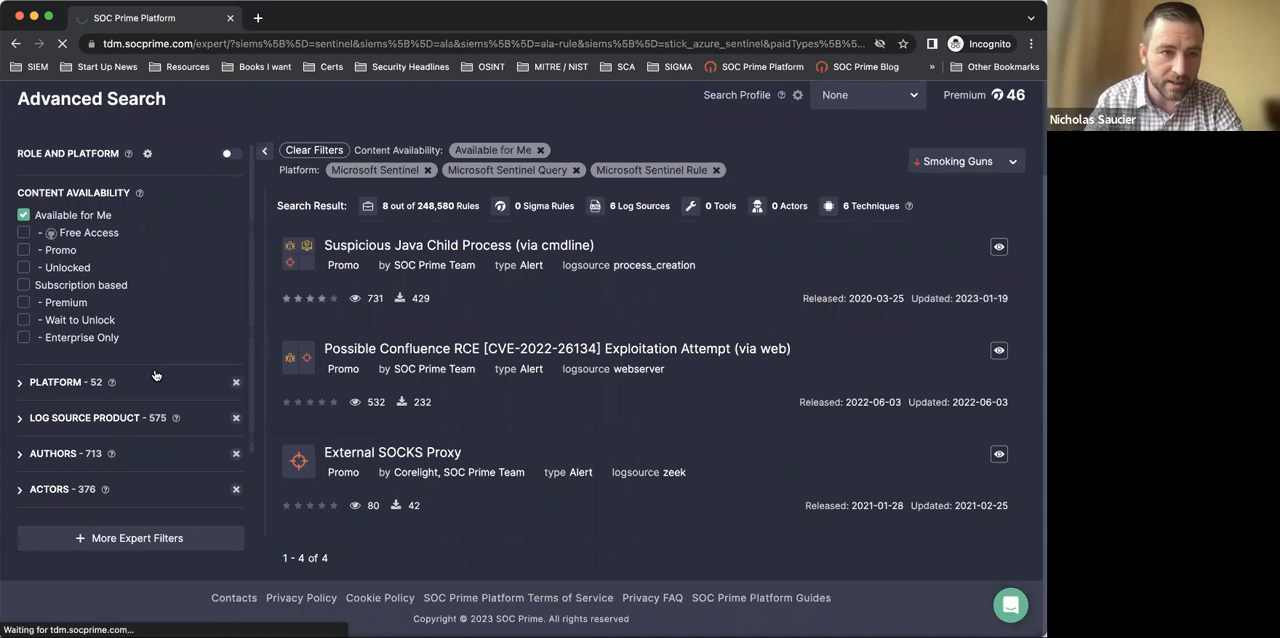 SOC Prime Platform
tdm.socprime.com/expert/?siems%5B%5D=sentinel&siems%5B%5D=ala&siems%5B%5D=ala-rule&siems%5B%5D=stick_azure_sentinel&paidTypes%5B%5...
Incognito
SIEM
Start Up News
Resources
Books I want
Certs
Security Headlines
OSINT
MITRE / NIST
SCA
SIGMA
SOC Prime Platform
SOC Prime Blog
»
Other Bookmarks
Advanced Search
Search Profile
None
Premium 46
Nicholas Saucier
ROLE AND PLATFORM
Clear Filters Content Availability: Available for Me
Platform: Microsoft Sentinel Microsoft Sentinel Query Microsoft Sentinel Rule
Smoking Guns
CONTENT AVAILABILITY
Available for Me
- Free Access
- Promo
- Unlocked
Subscription based
- Premium
- Wait to Unlock
- Enterprise Only
PLATFORM - 52
LOG SOURCE PRODUCT - 575
AUTHORS - 713
ACTORS - 376
+ More Expert Filters
Search Result: 8 out of 248,580 Rules 0 Sigma Rules 6 Log Sources 0 Tools 0 Actors 6 Techniques
Suspicious Java Child Process (via cmdline)
Promo by SOC Prime Team type Alert logsource process_creation
731 429 Released: 2020-03-25 Updated: 2023-01-19
Possible Confluence RCE [CVE-2022-26134] Exploitation Attempt (via web)
Promo by SOC Prime Team type Alert logsource webserver
532 232 Released: 2022-06-03 Updated: 2022-06-03
External SOCKS Proxy
Promo by Corelight, SOC Prime Team type Alert logsource zeek
80 42 Released: 2021-01-28 Updated: 2021-02-25
1 - 4 of 4
Contacts Privacy Policy Cookie Policy SOC Prime Platform Terms of Service Privacy FAQ SOC Prime Platform Guides
Copyright © 2023 SOC Prime. All rights reserved
Waiting for tdm.socprime.com...